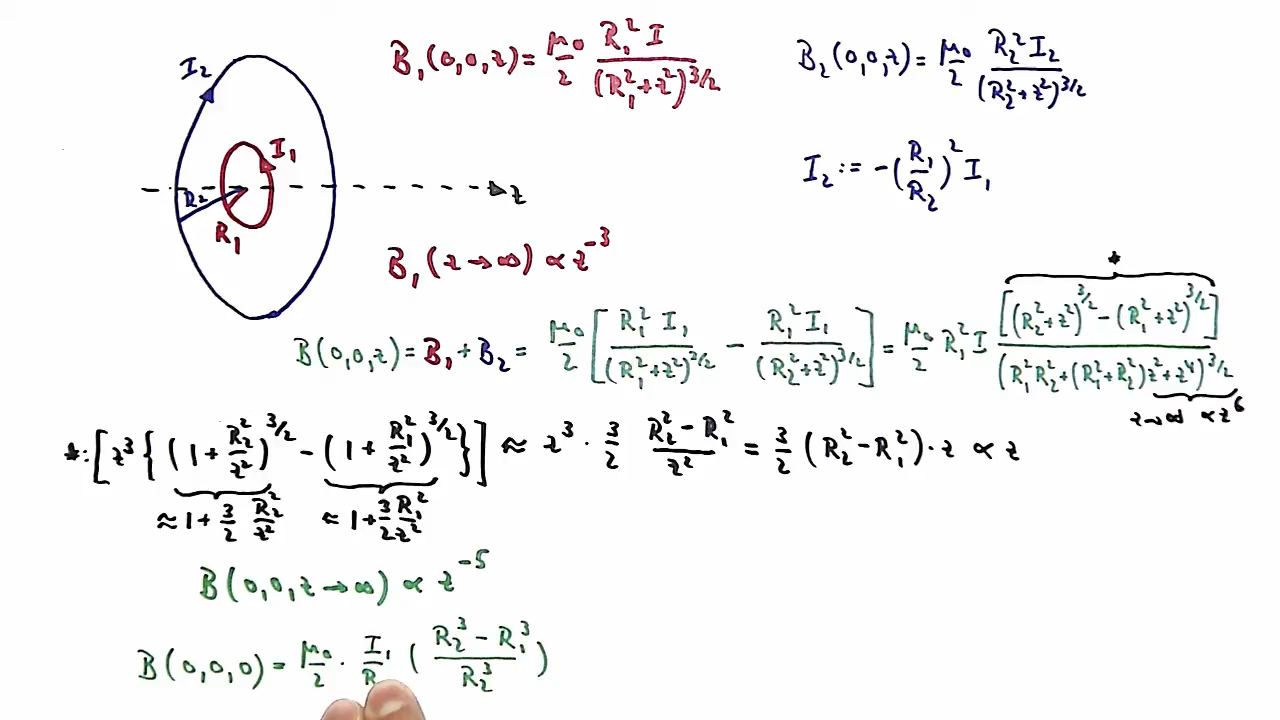 B₁(0,0,z) = μ₀/2 R₁² I/(R₁²+z²)^3/2
B₂(0,0,z) = μ₀/2 R₂² I₂/(R₂²+z²)^3/2
I₂
I₁
I₂ := -(R₁/R₂)² I₁
R₂
z
R₁
B₁(z→∞) ∝ z⁻³
*
B(0,0,z) = B₁ + B₂ = μ₀/2 [R₁² I₁/(R₁²+z²)^3/2 - R₁² I₁/(R₂²+z²)^3/2] = μ₀/2 R₁² I [(R₂²+z²)^3/2 - (R₁²+z²)^3/2]/(R₁²R₂²+(R₁²+R₂²)z²+z⁴)^3/2
z→∞ ∝ z⁶
*: [z³{(1+R₂²/z²)^3/2 - (1+R₁²/z²)^3/2}] ≈ z³ · 3/2 R₂²-R₁²/z² = 3/2 (R₂²-R₁²)·z ∝ z
≈ 1+3/2 R₂²/z² ≈ 1+3/2 R₁²/z²
B(0,0,z→∞) ∝ z⁻⁵
B(0,0,0) = μ₀/2 · I₁/R (R₂³-R₁³/R₂³)